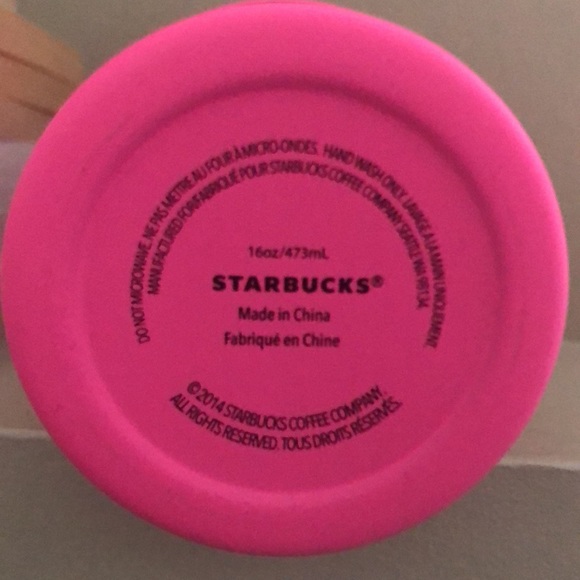 DO NOT MICROWAVE. NE PAS METTRE AU FOUR À MICRO-ONDES. HAND WASH ONLY. LAVAGE À LA MAIN UNIQUEMENT.
MANUFACTURED FOR/FABRIQUÉ POUR STARBUCKS COFFEE COMPANY, SEATTLE WA 98134.
16oz/473mL
STARBUCKS®
Made in China
Fabriqué en Chine
©2014 STARBUCKS COFFEE COMPANY.
ALL RIGHTS RESERVED. TOUS DROITS RÉSERVÉS.